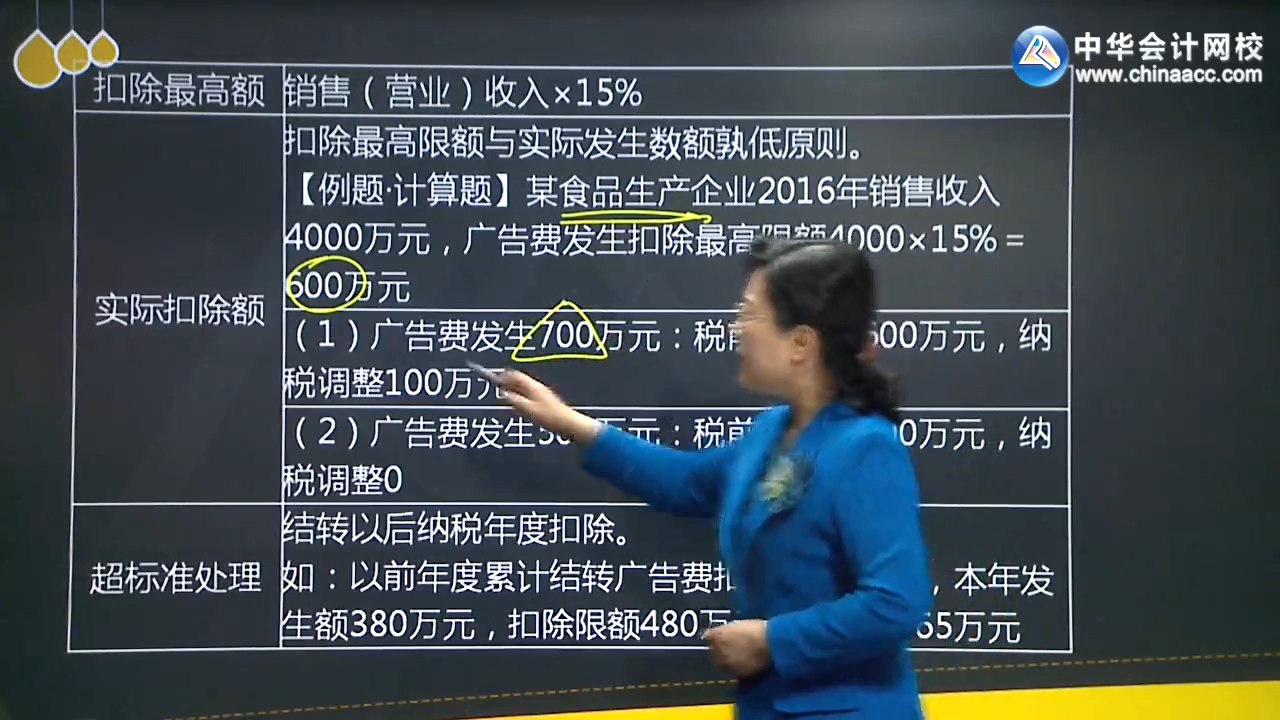 中华会计网校
www.chinaacc.com
扣除最高额
销售（营业）收入×15%
实际扣除额
扣除最高限额与实际发生数额孰低原则。
【例题·计算题】某食品生产企业2016年销售收入
4000万元，广告费发生扣除最高限额4000×15%＝
600万元
（1）广告费发生700万元：税前 600万元，纳
税调整100万元
（2）广告费发生 万元：税前 0万元，纳
税调整0
超标准处理
结转以后纳税年度扣除。
如：以前年度累计结转广告费扣 ，本年发
生额380万元，扣除限额480万 65万元